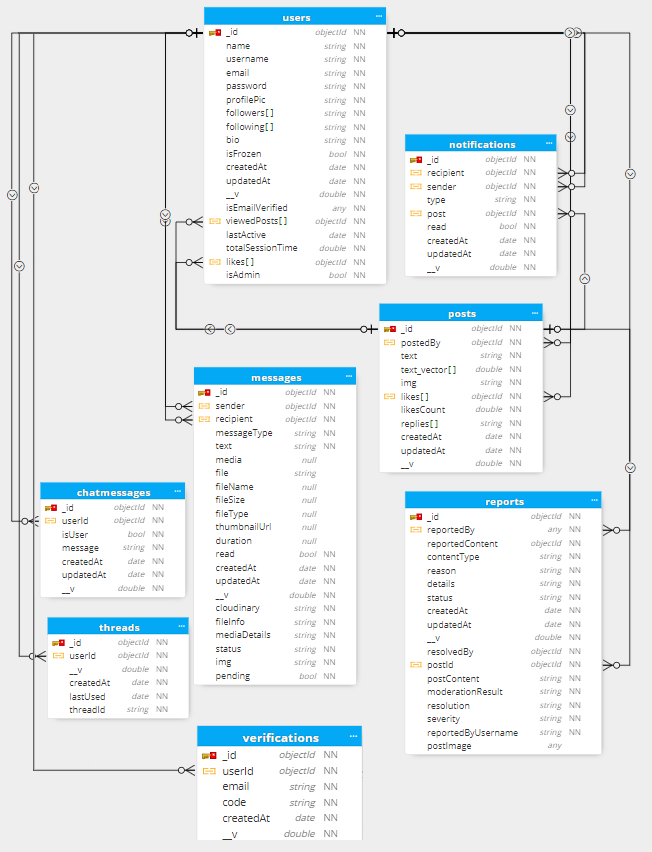 users ...
_id objectId NN
name string NN
username string NN
email string NN
password string NN
profilePic string NN
followers[] string NN
following[] string NN
bio string NN
isFrozen bool NN
createdAt date NN
updatedAt date NN
__v double NN
isEmailVerified any NN
viewedPosts[] objectId NN
lastActive date NN
totalSessionTime double NN
likes[] objectId NN
isAdmin bool NN
notifications ...
_id objectId NN
recipient objectId NN
sender objectId NN
type string NN
post objectId NN
read bool NN
createdAt date NN
updatedAt date NN
__v double NN
posts ...
_id objectId NN
postedBy objectId NN
text string NN
text_vector[] double NN
img string NN
likes[] objectId NN
likesCount double NN
replies[] string NN
createdAt date NN
updatedAt date NN
__v double NN
messages ...
_id objectId NN
sender objectId NN
recipient objectId NN
messageType string NN
text string NN
media null
file string
fileName null
fileSize null
fileType null
thumbnailUrl null
duration null
read bool NN
createdAt date NN
updatedAt date NN
__v double NN
cloudinary string
fileInfo string
mediaDetails string
status string NN
img string NN
pending bool NN
chatmessages ...
_id objectId NN
userId objectId NN
isUser bool NN
message string NN
createdAt date NN
updatedAt date NN
__v double NN
reports ...
_id objectId NN
reportedBy any NN
reportedContent objectId NN
contentType string NN
reason string NN
details string NN
status string NN
createdAt date NN
updatedAt date NN
__v double NN
resolvedBy objectId NN
postId objectId NN
postContent string NN
moderationResult string NN
resolution string NN
severity string NN
reportedByUsername string NN
postImage any
threads ...
_id objectId NN
userId objectId NN
__v double NN
createdAt date NN
lastUsed date NN
threadId string NN
verifications ...
_id objectId NN
userId objectId NN
email string NN
code string NN
createdAt date NN
__v double NN